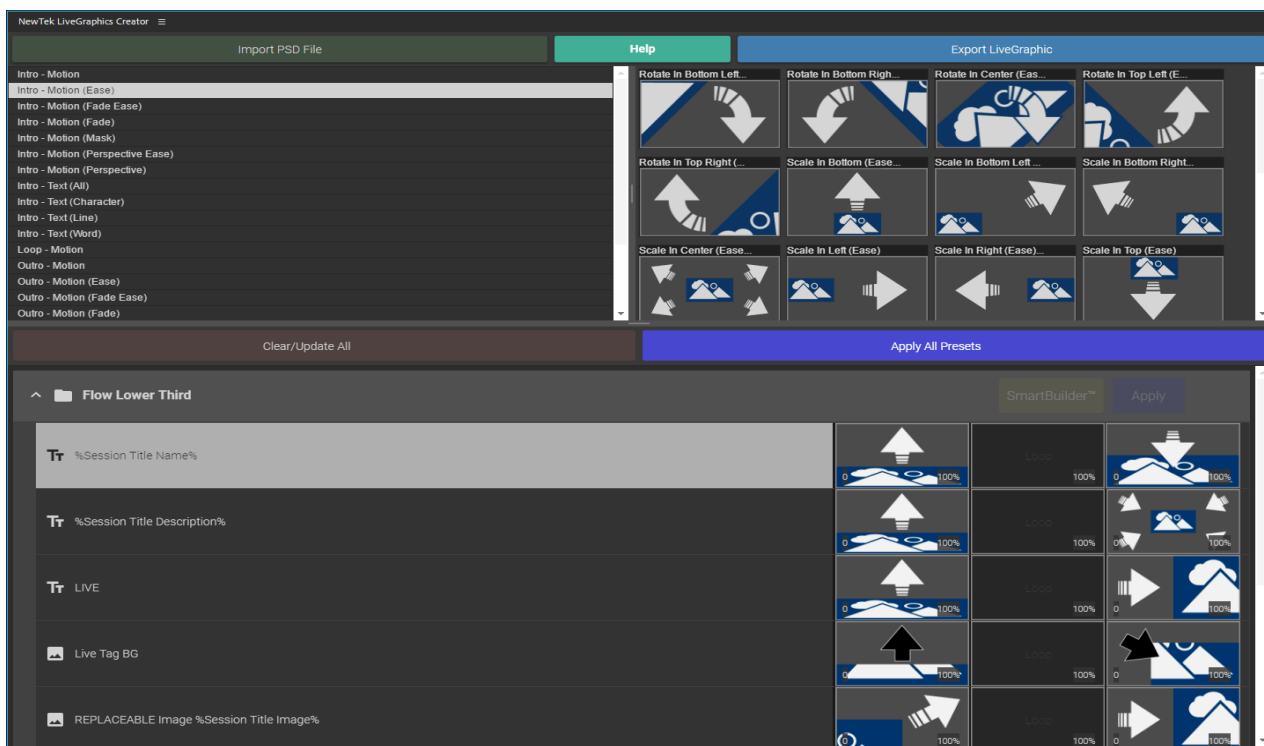 NewTek LiveGraphics Creator
Import PSD File
Help
Export LiveGraphic
Intro - Motion
Intro - Motion (Ease)
Intro - Motion (Fade Ease)
Intro - Motion (Fade)
Intro - Motion (Mask)
Intro - Motion (Perspective Ease)
Intro - Motion (Perspective)
Intro - Text (All)
Intro - Text (Character)
Intro - Text (Line)
Intro - Text (Word)
Loop - Motion
Outro - Motion
Outro - Motion (Ease)
Outro - Motion (Fade Ease)
Outro - Motion (Fade)
Rotate In Bottom Left...
Rotate In Bottom Righ...
Rotate In Center (Eas...
Rotate In Top Left (E...
Rotate In Top Right (...
Scale In Bottom (Ease...
Scale In Bottom Left ...
Scale In Bottom Right...
Scale In Center (Ease...
Scale In Left (Ease)
Scale In Right (Ease)...
Scale In Top (Ease)
Clear/Update All
Apply All Presets
Flow Lower Third
SmartBuilder™
Apply
%Session Title Name%
0 100%
Loop 100%
0 100%
%Session Title Description%
0 100%
Loop 100%
0 100%
LIVE
0 100%
Loop 100%
0 100%
Live Tag BG
0 100%
Loop 100%
0 100%
REPLACEABLE Image %Session Title Image%
0 100%
Loop 100%
0 100%